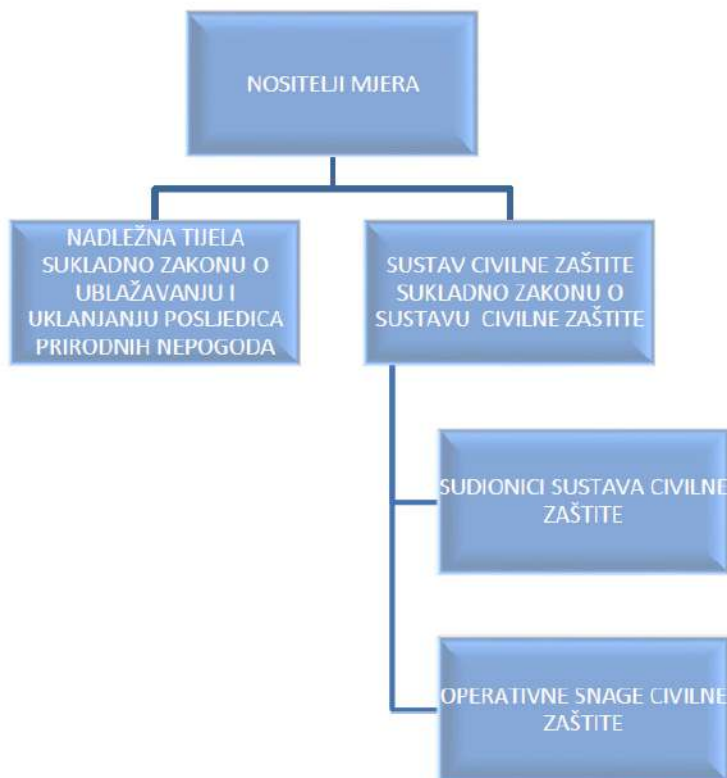 NOSITELJI MJERA
NADLEŽNA TIJELA
SUKLADNO ZAKONU O
UBLAŽAVANJU I
UKLANJANJU POSLJEDICA
PRIRODNIH NEPOGODA
SUSTAV CIVILNE ZAŠTITE
SUKLADNO ZAKONU O
SUSTAVU CIVILNE ZAŠTITE
SUDIONICI SUSTAVA CIVILNE
ZAŠTITE
OPERATIVNE SNAGE CIVILNE
ZAŠTITE